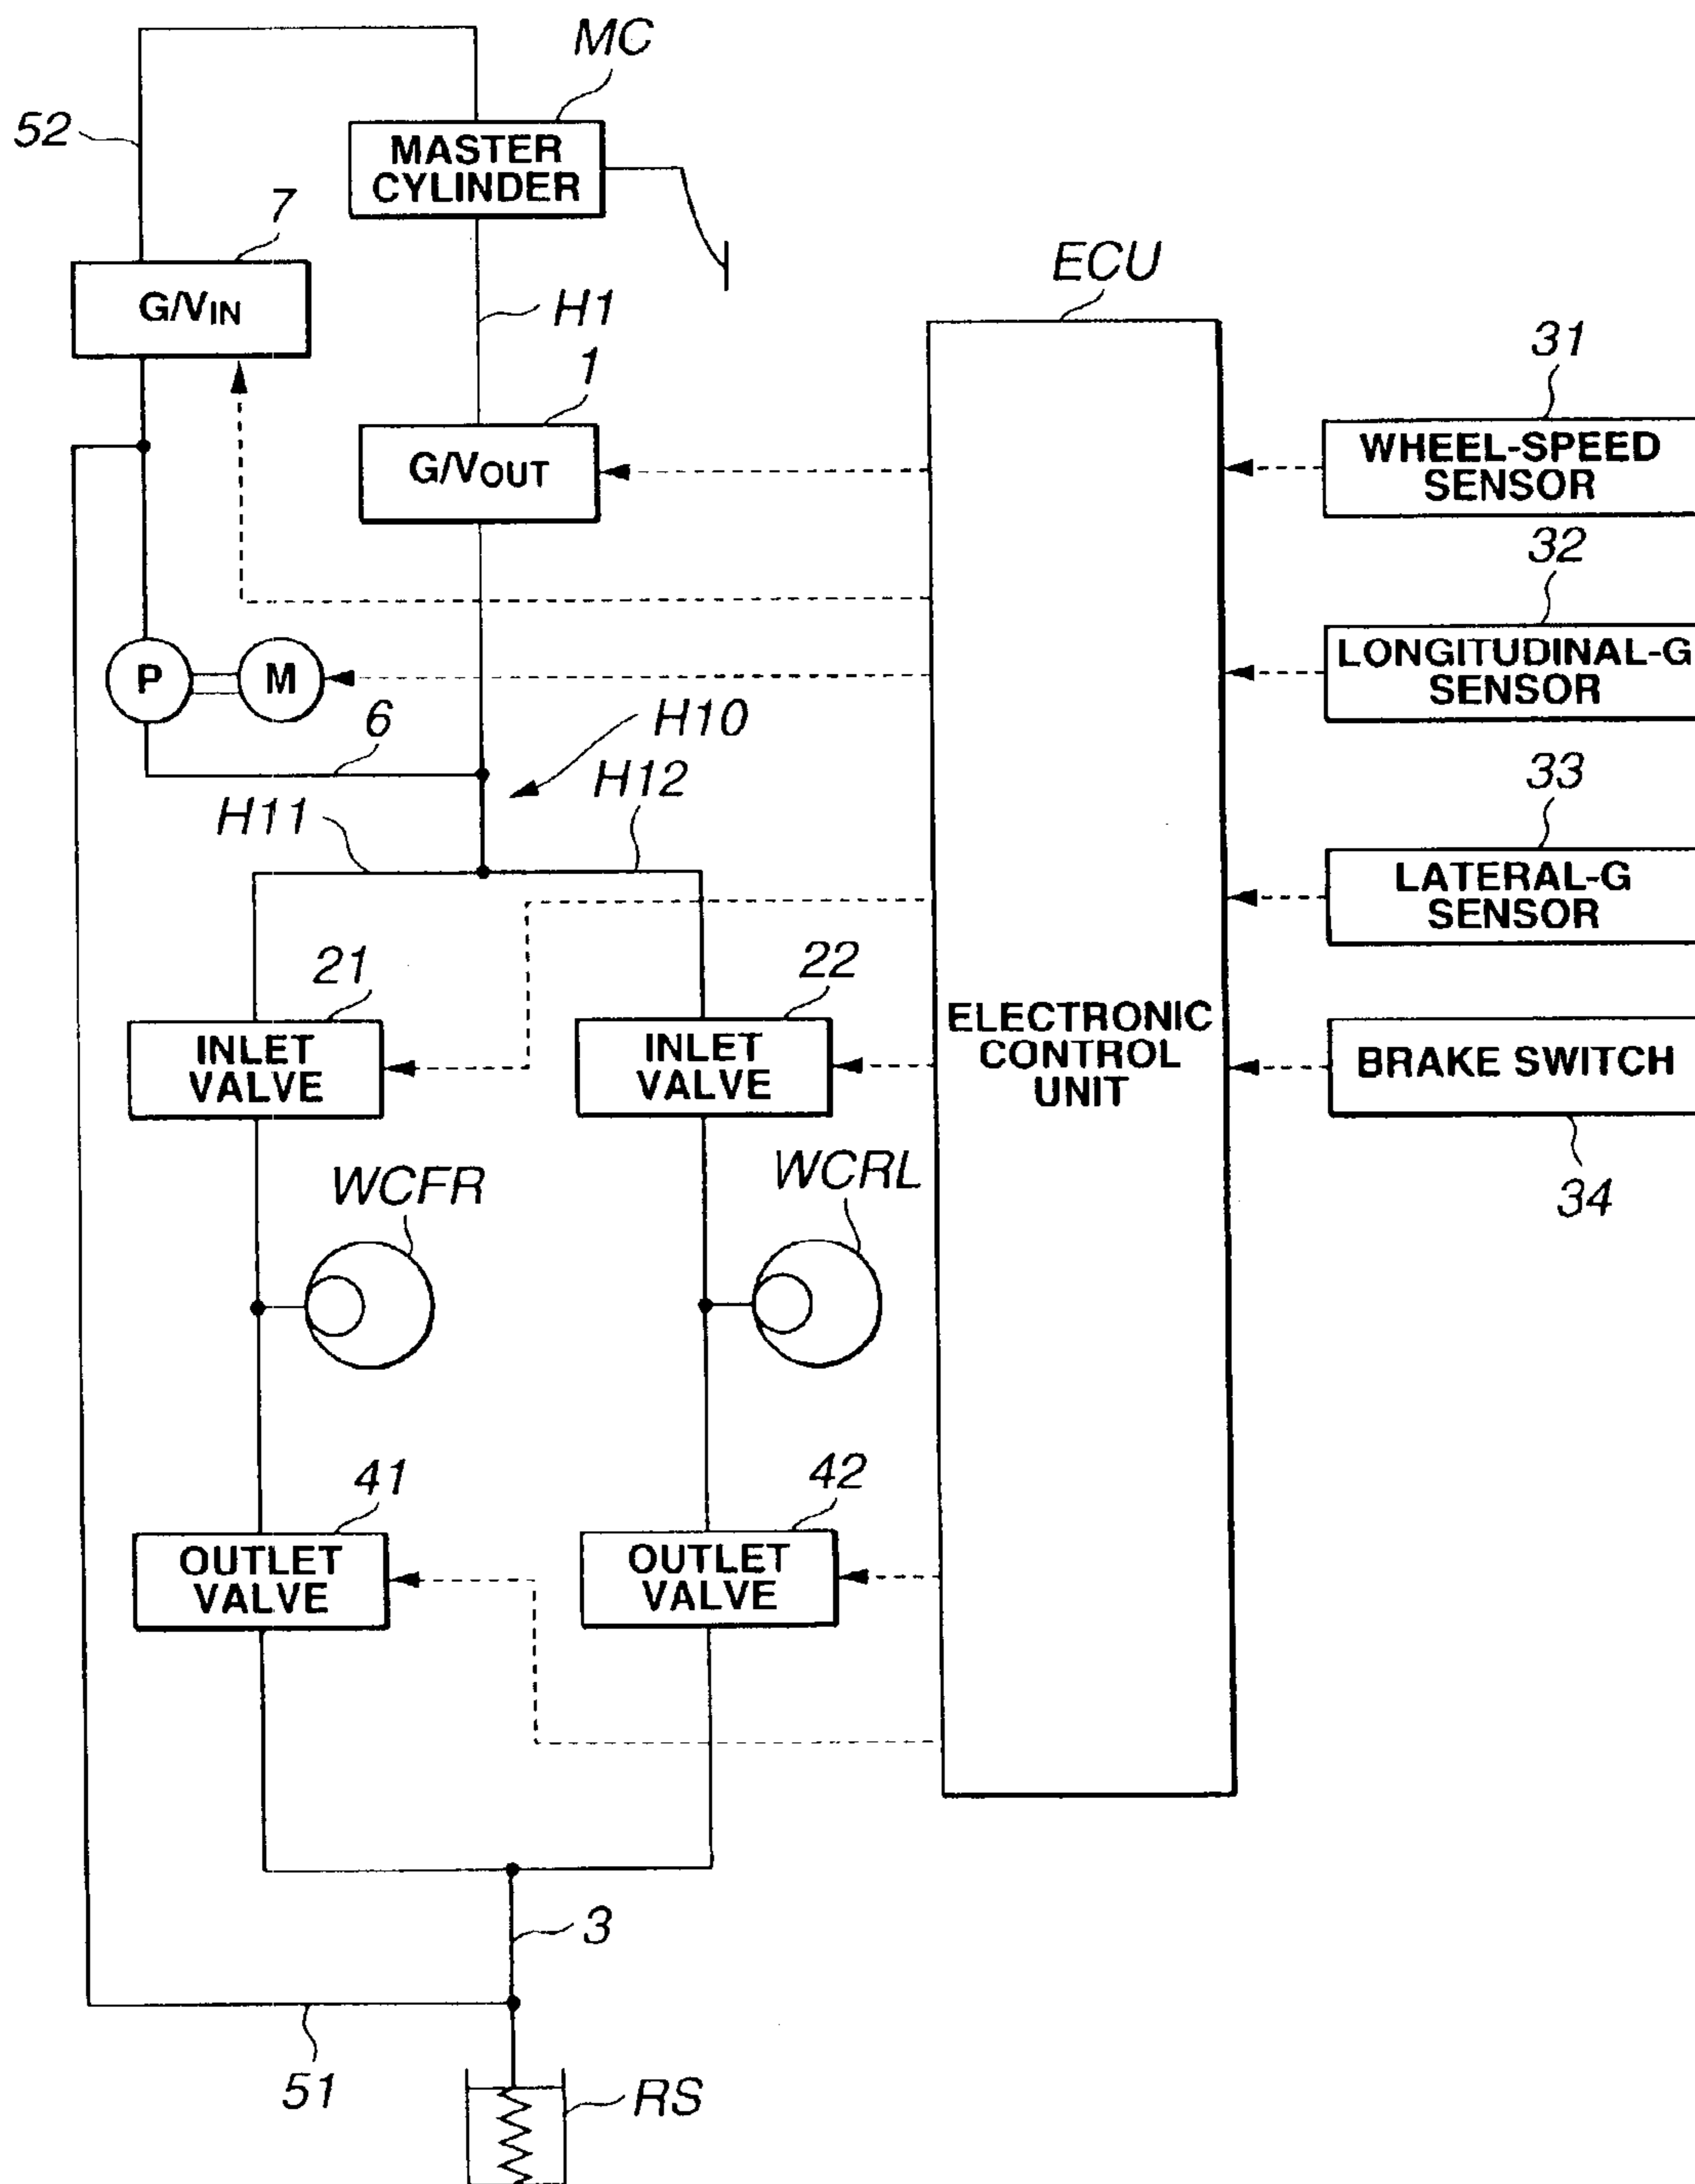 MC
52
MASTER
CYLINDER
7
G/VIN
H1
ECU
1
31
G/VOUT
WHEEL-SPEED
SENSOR
32
LONGITUDINAL-G
SENSOR
P
M
6
H10
H12
H11
33
LATERAL-G
SENSOR
21
22
INLET
VALVE
INLET
VALVE
ELECTRONIC
CONTROL
UNIT
BRAKE SWITCH
34
WCFR
WCRL
41
42
OUTLET
VALVE
OUTLET
VALVE
3
51
RS